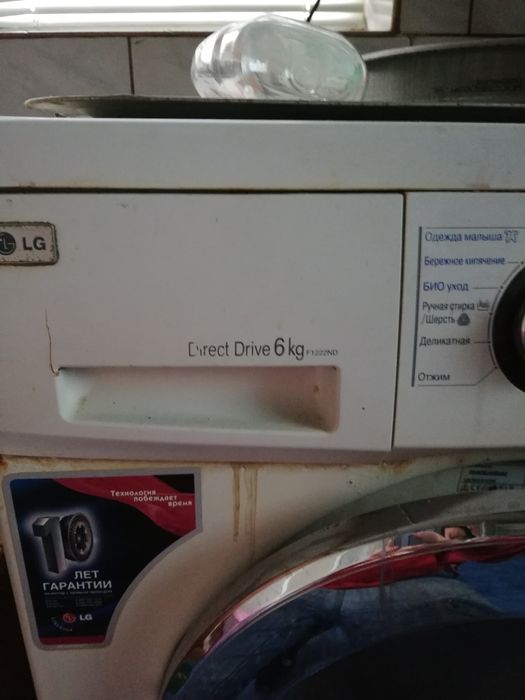 LG
Direct Drive 6 kg F1222ND
Одежда малыша
Бережное кипячение
БИО уход
Ручная стирка
/Шерсть
Деликатная
Отжим
Технология
побеждает
время
10
ЛЕТ
ГАРАНТИИ
LG